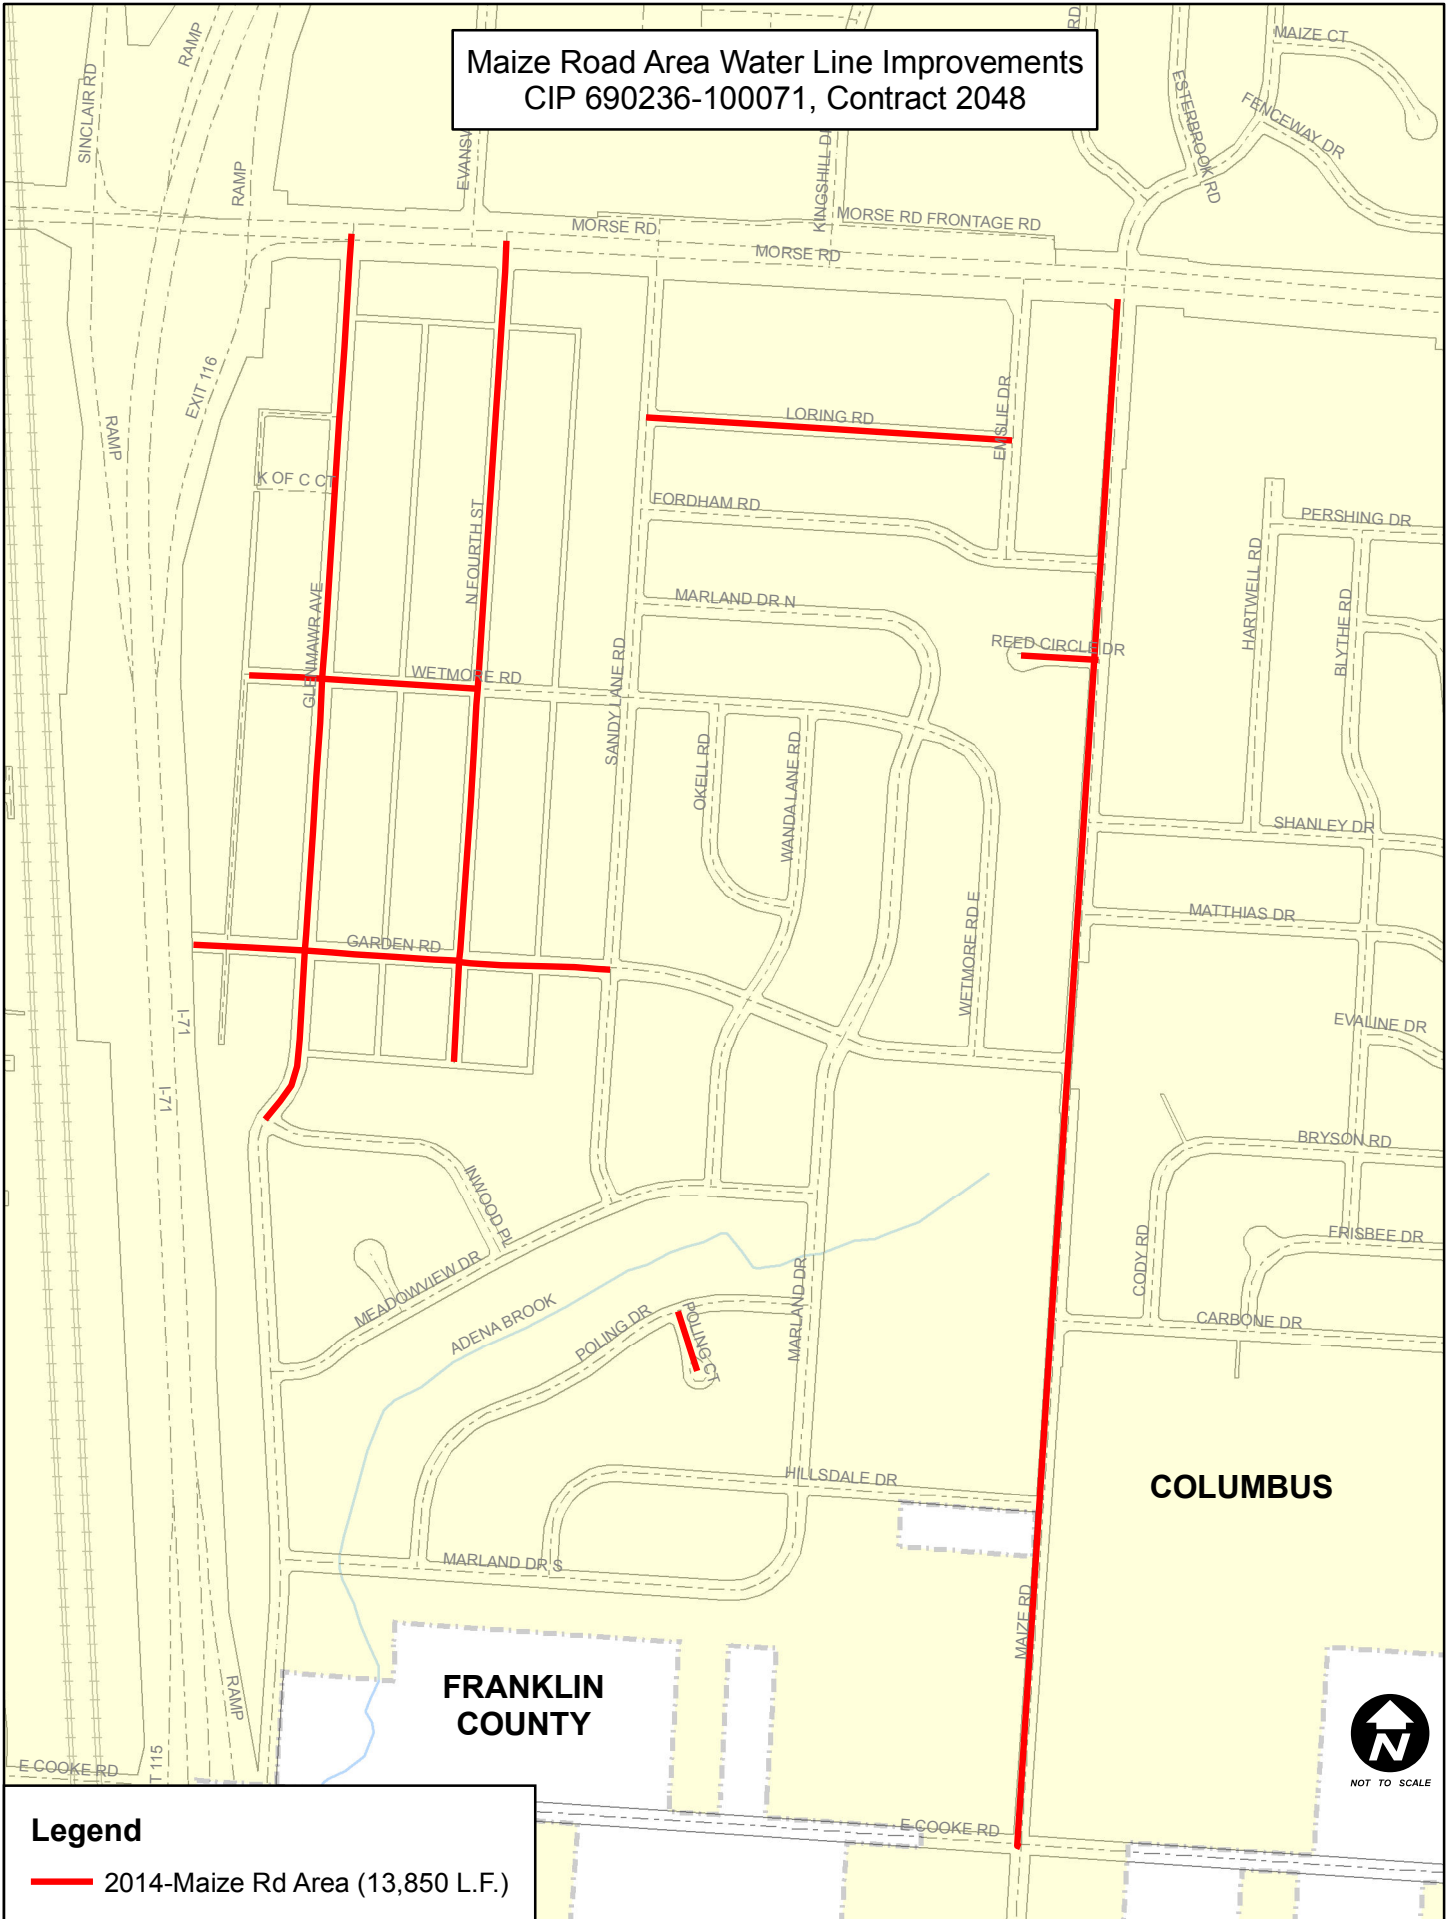 Maize Road Area Water Line Improvements
CIP 690236-100071, Contract 2048
RAMP
SINCLAIR RD
RAMP
EVANSW
KINGSHILL DR
RD
MAIZE CT
ESTERBROOK RD
FENCEWAY DR
MORSE RD
MORSE RD FRONTAGE RD
MORSE RD
EXIT 116
RAMP
LORING RD
EMSLIE DR
K OF C CT
FORDHAM RD
N FOURTH ST
PERSHING DR
HARTWELL RD
BLYTHE RD
GLENMAWR AVE
MARLAND DR N
REED CIRCLE DR
WETMORE RD
SANDY LANE RD
OKELL RD
WANDA LANE RD
SHANLEY DR
WETMORE RD E
MATTHIAS DR
GARDEN RD
I-71
I-71
EVALINE DR
BRYSON RD
INWOOD PL
CODY RD
FRISBEE DR
MEADOWVIEW DR
ADENA BROOK
POLING DR
POLING CT
MARLAND DR
CARBONE DR
HILLSDALE DR
COLUMBUS
MARLAND DR S
MAIZE RD
RAMP
FRANKLIN
COUNTY
N
NOT TO SCALE
E COOKE RD
T 115
E COOKE RD
Legend
2014-Maize Rd Area (13,850 L.F.)